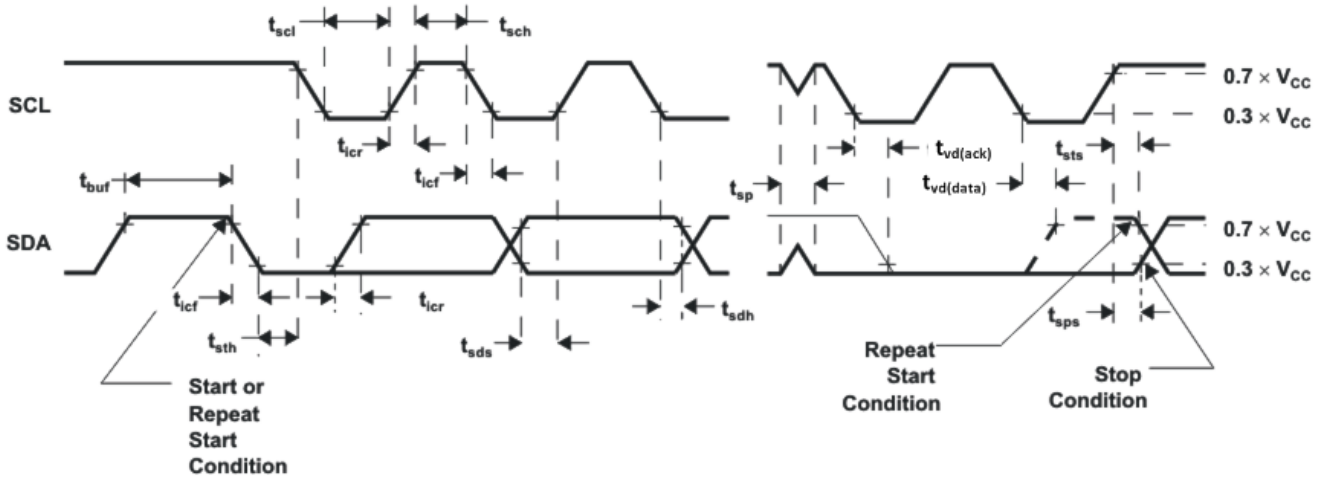 tscl
tsch
SCL
0.7 × VCC
0.3 × VCC
ticr
tvd(ack)
tsts
tbuf
ticf
tsp
tvd(data)
SDA
0.7 × VCC
0.3 × VCC
ticf
ticr
tsdh
tsps
tsth
tsds
Repeat
Start
Condition
Stop
Condition
Start or
Repeat
Start
Condition